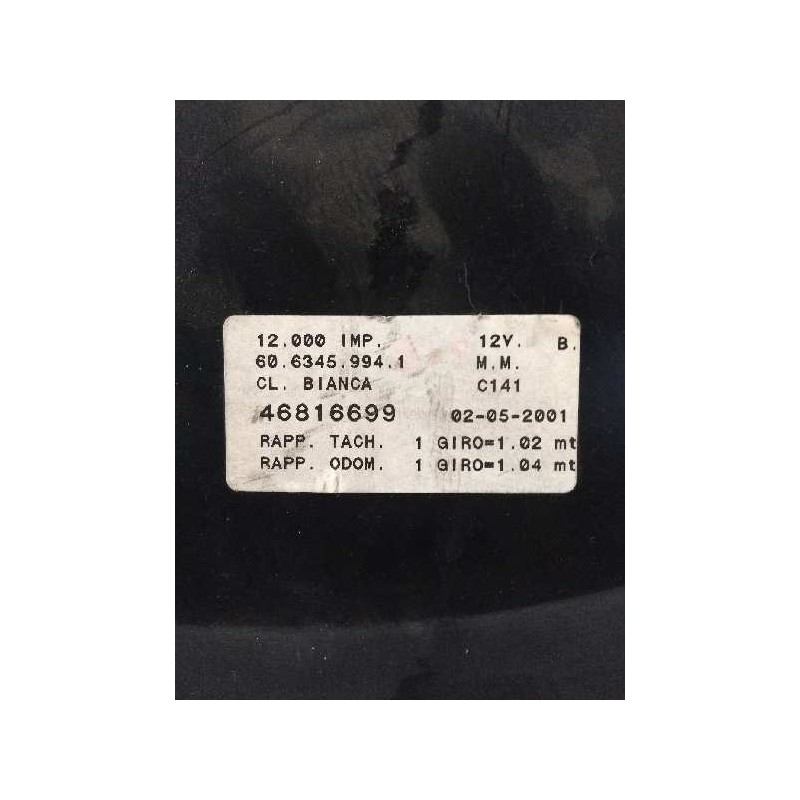 12.000 IMP. 12V. B.
60.6345.994.1 M.M.
CL. BIANCA C141
46816699 02-05-2001
RAPP. TACH. 1 GIRO=1.02 mt
RAPP. ODOM. 1 GIRO=1.04 mt